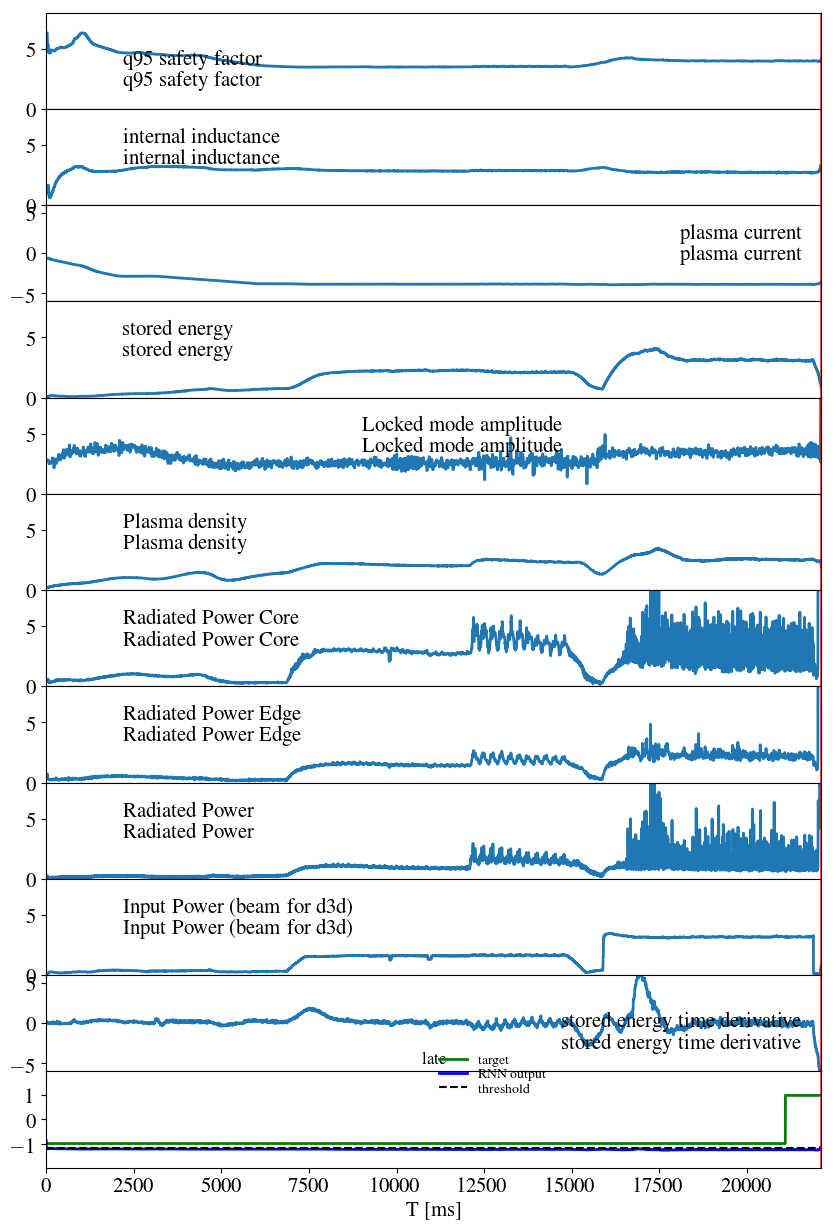 5
q95 safety factor
q95 safety factor
0
5
internal inductance
internal inductance
0
5
plasma current
0
plasma current
−5
5
stored energy
stored energy
0
5
Locked mode amplitude
Locked mode amplitude
0
5
Plasma density
Plasma density
0
5
Radiated Power Core
Radiated Power Core
0
5
Radiated Power Edge
Radiated Power Edge
0
5
Radiated Power
Radiated Power
0
5
Input Power (beam for d3d)
Input Power (beam for d3d)
0
5
0
stored energy time derivative
stored energy time derivative
−5
late
target
RNN output
threshold
1
0
−1
0 2500 5000 7500 10000 12500 15000 17500 20000
T [ms]